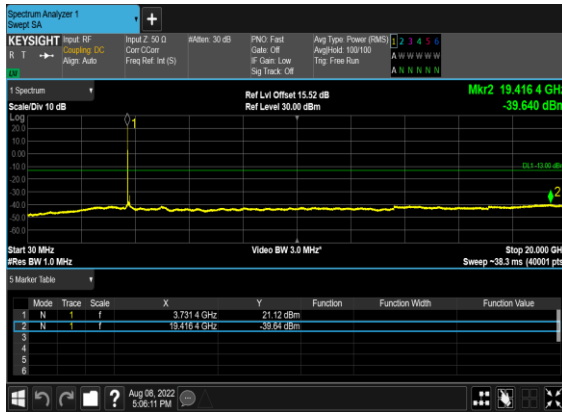 Spectrum Analyzer 1
Swept SA
KEYSIGHT
R T
Input: RF
Coupling: DC
Align: Auto
Input Z: 50 Ω
Corr CCorr
Freq Ref: Int (S)
#Atten: 30 dB
PNO: Fast
Gate: Off
IF Gain: Low
Sig Track: Off
Avg Type: Power (RMS)
Avg|Hold: 100/100
Trig: Free Run
1 2 3 4 5 6
A W W W W W
A N N N N N
1 Spectrum
Scale/Div 10 dB
Ref Lvl Offset 15.52 dB
Ref Level 30.00 dBm
Mkr2 19.416 4 GHz
-39.640 dBm
Log
20.0
10.0
0.00
-10.0
-20.0
-30.0
-40.0
-50.0
-60.0
1
DL1 -13.00 dBm
2
Start 30 MHz
#Res BW 1.0 MHz
Video BW 3.0 MHz*
Stop 20.000 GH
Sweep ~38.3 ms (40001 pts
5 Marker Table
Mode Trace Scale X Y Function Function Width Function Value
1 N 1 f 3.731 4 GHz 21.12 dBm
2 N 1 f 19.416 4 GHz -39.64 dBm
3
4
5
6
?
Aug 08, 2022
5:06:11 PM